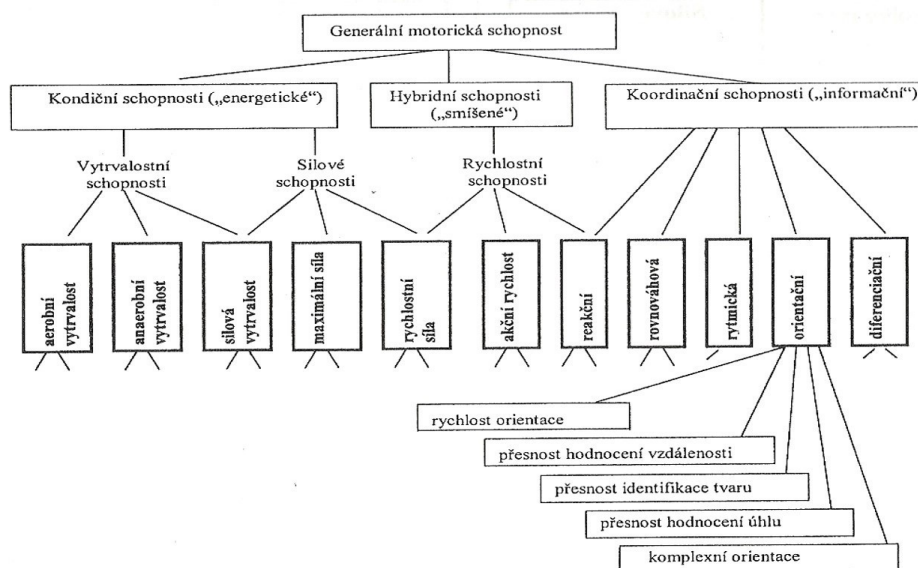 Generální motorická schopnost
Kondiční schopnosti („energetické“)
Hybridní schopnosti
(„smíšené“)
Koordinační schopnosti („informační“)
Vytrvalostní
schopnosti
Silové
schopnosti
Rychlostní
schopnosti
aerobní
vytrvalost
anaerobní
vytrvalost
silová
vytrvalost
maximální síla
rychlostní
síla
akční rychlost
reakční
rovnováhová
rytmická
orientační
diferenciační
rychlost orientace
přesnost hodnocení vzdálenosti
přesnost identifikace tvaru
přesnost hodnocení úhlu
komplexní orientace